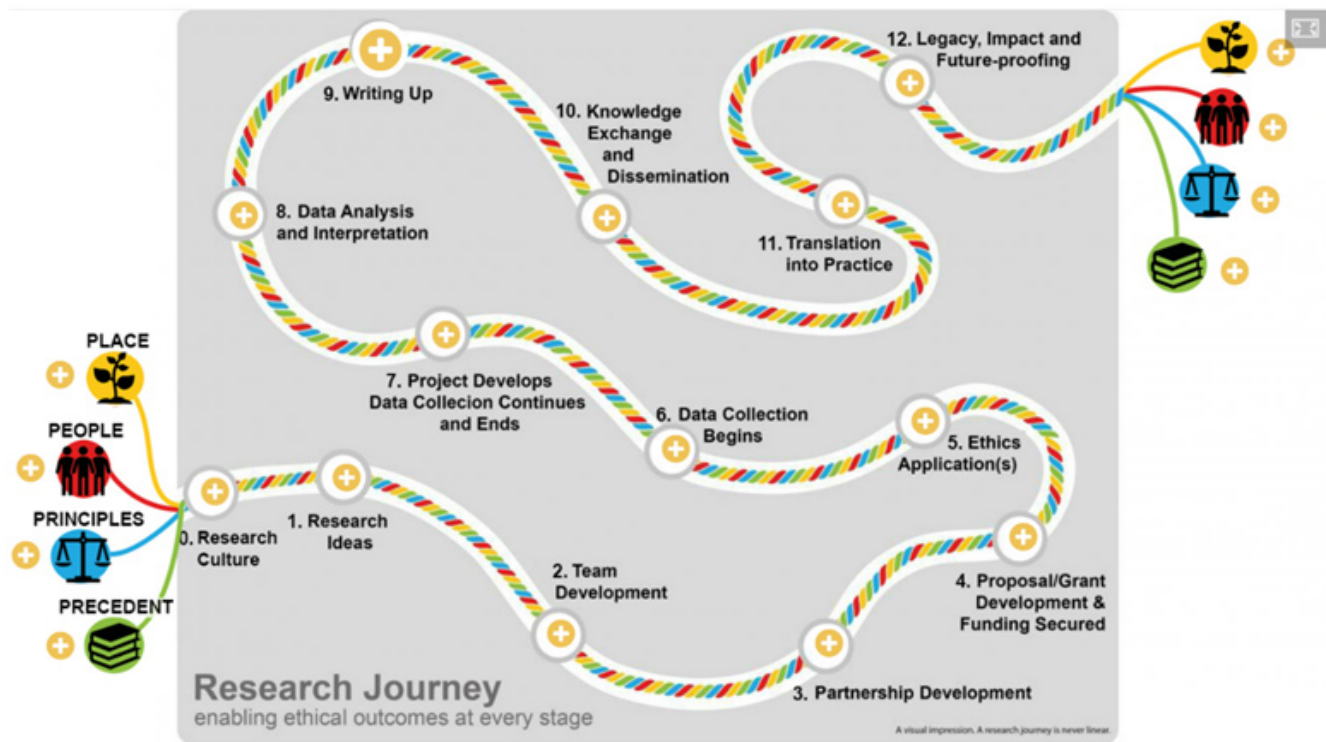 PLACE
PEOPLE
PRINCIPLES
PRECEDENT
0. Research
Culture
1. Research
Ideas
2. Team
Development
3. Partnership Development
4. Proposal/Grant
Development &
Funding Secured
5. Ethics
Application(s)
6. Data Collection
Begins
7. Project Develops
Data Collecion Continues
and Ends
8. Data Analysis
and Interpretation
9. Writing Up
10. Knowledge
Exchange
and
Dissemination
11. Translation
into Practice
12. Legacy, Impact and
Future-proofing
Research Journey
enabling ethical outcomes at every stage
A visual impression. A research journey is never linear.